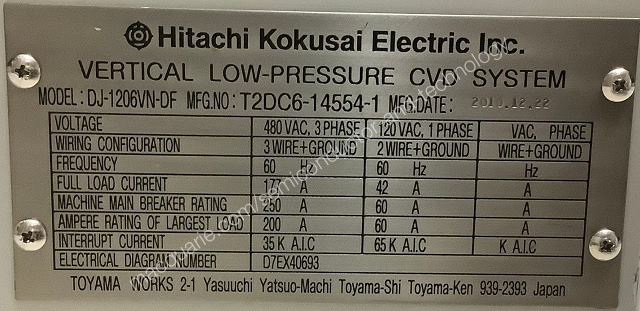 Hitachi Kokusai Electric Inc.
VERTICAL LOW-PRESSURE CVD SYSTEM
MODEL: DJ-1206VN-DF MFG.NO: T2DC6-14554-1 MFG.DATE: 2010.12.22
VOLTAGE 480 VAC, 3 PHASE 120 VAC, 1 PHASE VAC, PHASE
WIRING CONFIGURATION 3 WIRE+GROUND 2 WIRE+GROUND WIRE+GROUND
FREQUENCY 60 Hz 60 Hz Hz
FULL LOAD CURRENT 177 A 42 A A
MACHINE MAIN BREAKER RATING 250 A 60 A A
AMPERE RATING OF LARGEST LOAD 200 A 60 A A
INTERRUPT CURRENT 35 K A.I.C 65 K A.I.C K A.I.C
ELECTRICAL DIAGRAM NUMBER D7EX40693
TOYAMA WORKS 2-1 Yasuuchi Yatsuo-Machi Toyama-Shi Toyama-Ken 939-2393 Japan